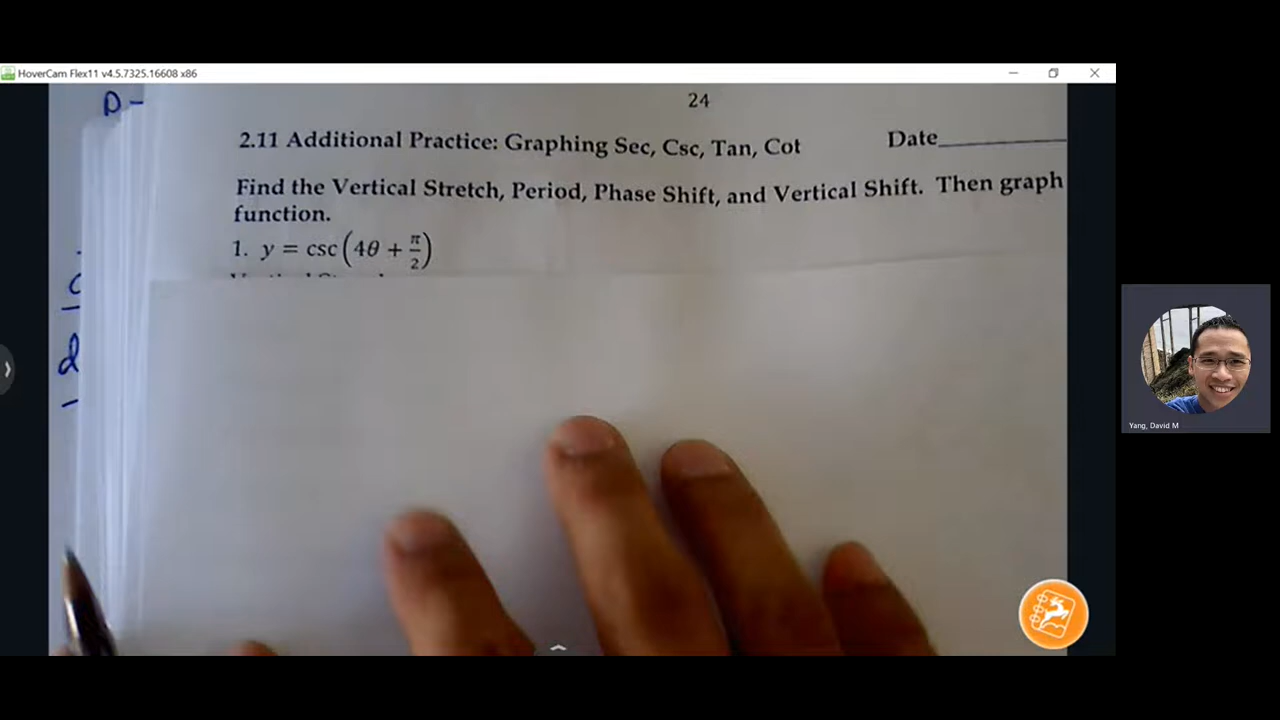 HoverCam Flex11 v4.5.7325.16608 x86
D-
24
2.11 Additional Practice: Graphing Sec, Csc, Tan, Cot Date
Find the Vertical Stretch, Period, Phase Shift, and Vertical Shift. Then graph
function.
1. y = csc(4θ + π/2)
Yang, David M